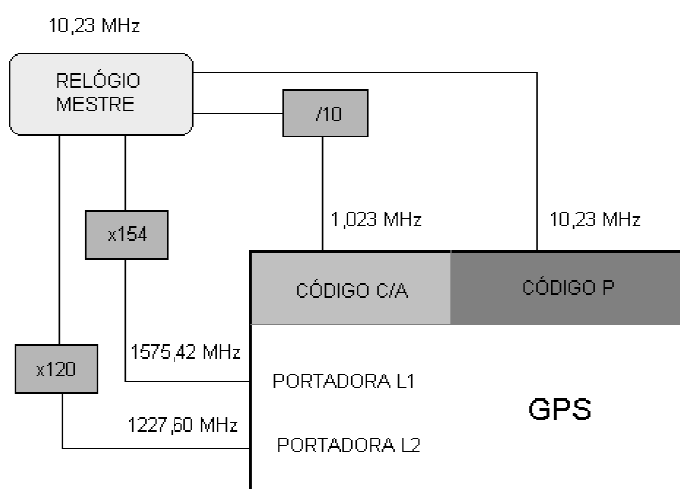 10,23 MHz
RELÓGIO
MESTRE
/10
1,023 MHz
10,23 MHz
x154
CÓDIGO C/A
CÓDIGO P
1575,42 MHz
x120
PORTADORA L1
GPS
1227,60 MHz
PORTADORA L2